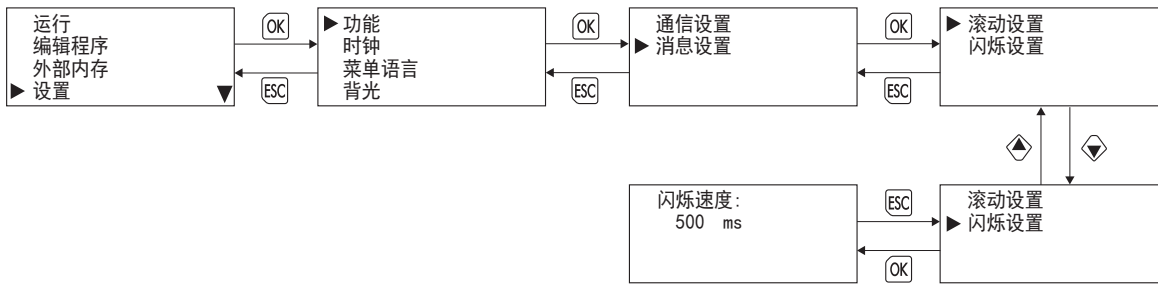 运行
编辑程序
外部内存
▶ 设置 ▼
OK
ESC
▶ 功能
时钟
菜单语言
背光
OK
ESC
通信设置
▶ 消息设置
OK
ESC
▶ 滚动设置
闪烁设置
闪烁速度:
500 ms
ESC
OK
滚动设置
▶ 闪烁设置